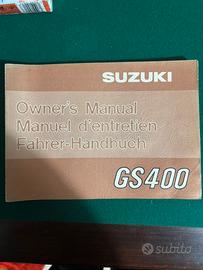 SUZUKI
Owner's Manual
Manuel d'entretien
Fahrer-Handbuch
GS400
subito